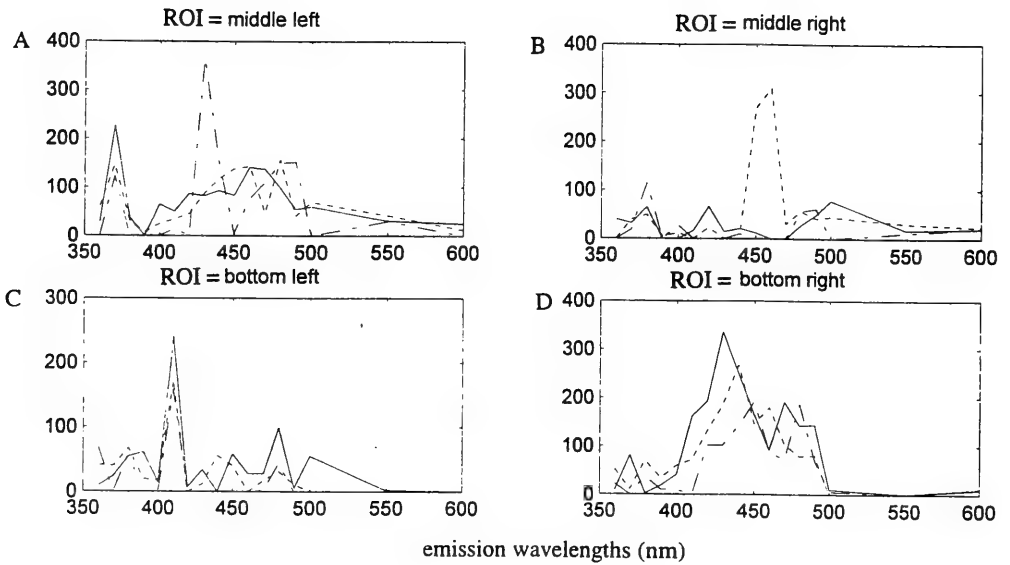 ROI = middle left
A
400
300
200
100
0
350 400 450 500 550 600
ROI = middle right
B
400
300
200
100
0
350 400 450 500 550 600
ROI = bottom left
C
300
200
100
0
350 400 450 500 550 600
ROI = bottom right
D
400
300
200
100
0
350 400 450 500 550 600
emission wavelengths (nm)